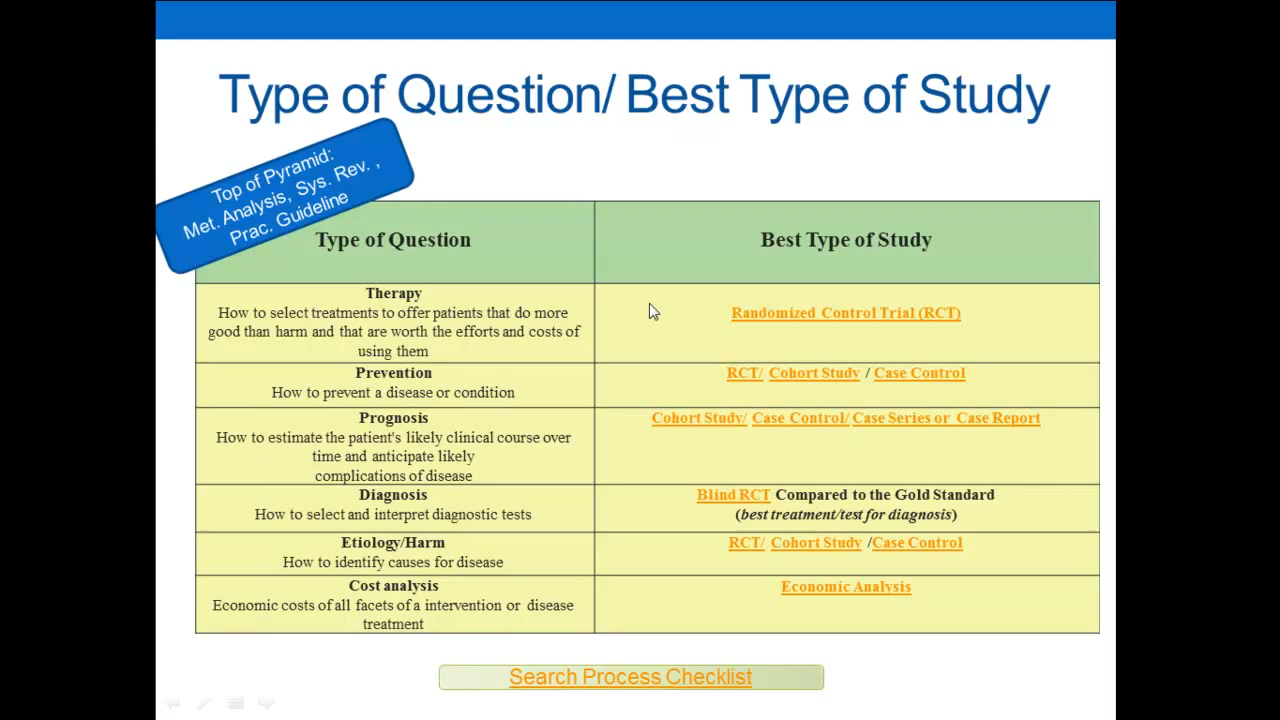 Type of Question/ Best Type of Study
Top of Pyramid:
Met. Analysis, Sys. Rev. ,
Prac. Guideline
Type of Question
Best Type of Study
Therapy
How to select treatments to offer patients that do more
good than harm and that are worth the efforts and costs of
using them
Randomized Control Trial (RCT)
Prevention
How to prevent a disease or condition
RCT/ Cohort Study / Case Control
Prognosis
How to estimate the patient's likely clinical course over
time and anticipate likely
complications of disease
Cohort Study/ Case Control/ Case Series or Case Report
Diagnosis
How to select and interpret diagnostic tests
Blind RCT Compared to the Gold Standard
(best treatment/test for diagnosis)
Etiology/Harm
How to identify causes for disease
RCT/ Cohort Study /Case Control
Cost analysis
Economic costs of all facets of a intervention or disease
treatment
Economic Analysis
Search Process Checklist